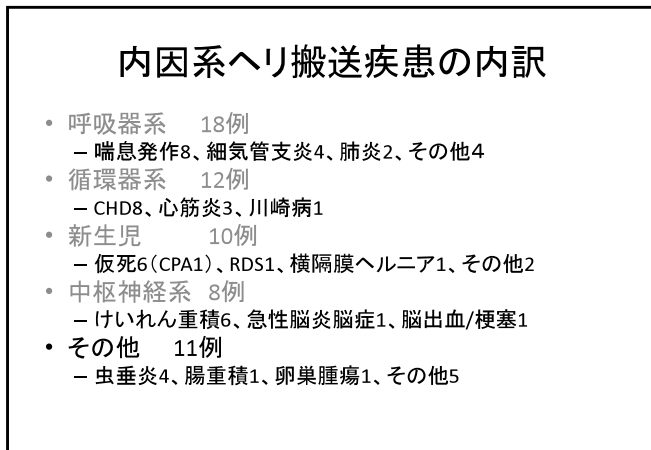 内因系ヘリ搬送疾患の内訳
• 呼吸器系 18例
– 喘息発作8、細気管支炎4、肺炎2、その他4
• 循環器系 12例
– CHD8、心筋炎3、川崎病1
• 新生児 10例
– 仮死6(CPA1)、RDS1、横隔膜ヘルニア1、その他2
• 中枢神経系 8例
– けいれん重積6、急性脳炎脳症1、脳出血/梗塞1
• その他 11例
– 虫垂炎4、腸重積1、卵巣腫瘍1、その他5